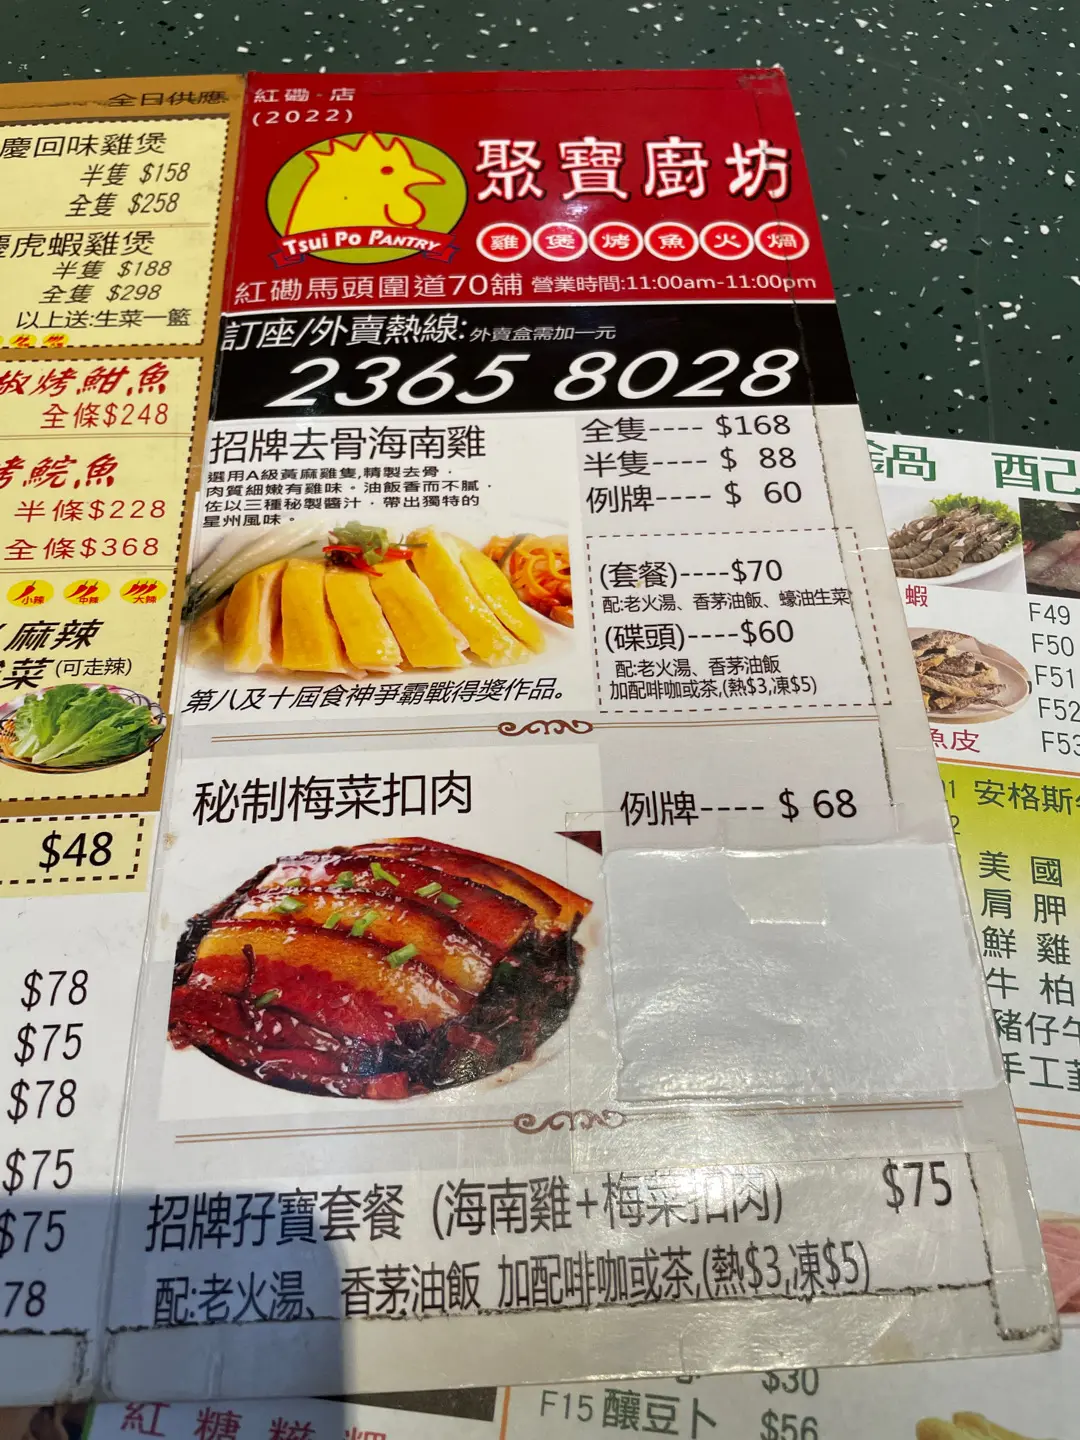 全日供應
慶回味雞煲
半隻 $158
全隻 $258
虎蝦雞煲
半隻 $188
全隻 $298
以上送:生菜一籃
椒烤鉗魚
全條$248
烤鯇魚
半條$228
全條$368
小辣 中辣 大辣
麻辣
菜 (可走辣)
$48
$78
$75
$78
$75
$75
78
紅磡·店
(2022)
聚寶廚坊
TSUI PO PANTRY
雞煲烤魚火鍋
紅磡馬頭圍道70舖 營業時間:11:00am-11:00pm
訂座/外賣熱線: 外賣盒需加一元
2365 8028
招牌去骨海南雞
選用A級黃麻雞隻,精製去骨,
肉質細嫩有雞味。油飯香而不膩,
佐以三種秘製醬汁,帶出獨特的
星州風味。
全隻---- $168
半隻---- $ 88
例牌---- $ 60
(套餐)----$70
配:老火湯、香茅油飯、蠔油生菜
(碟頭)----$60
配:老火湯、香茅油飯
加配啡咖或茶,(熱$3,凍$5)
第八及十屆食神爭霸戰得獎作品。
秘制梅菜扣肉
例牌---- $ 68
招牌孖寶套餐 (海南雞+梅菜扣肉) $75
配:老火湯、香茅油飯 加配啡咖或茶,(熱$3,凍$5)
鍋 配
蝦
F49
F50
F51
F52
F53
魚皮
安格斯
美國
肩胛
鮮雞
牛柏
豬仔
手工
$30
F15 釀豆卜 $56
紅糖糍